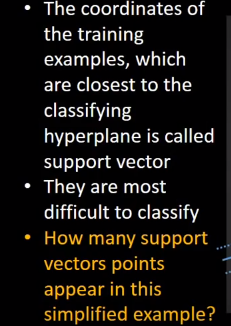 • The coordinates of
the training
examples, which
are closest to the
classifying
hyperplane is called
support vector
• They are most
difficult to classify
• How many support
vectors points
appear in this
simplified example?